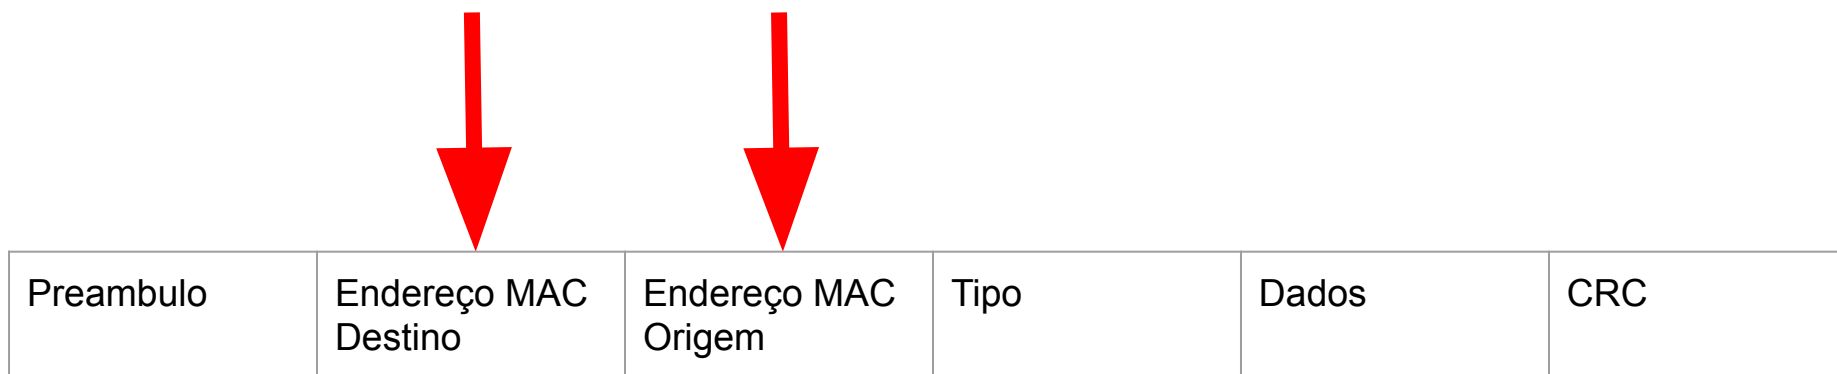 Preambulo
Endereço MAC
Destino
Endereço MAC
Origem
Tipo
Dados
CRC